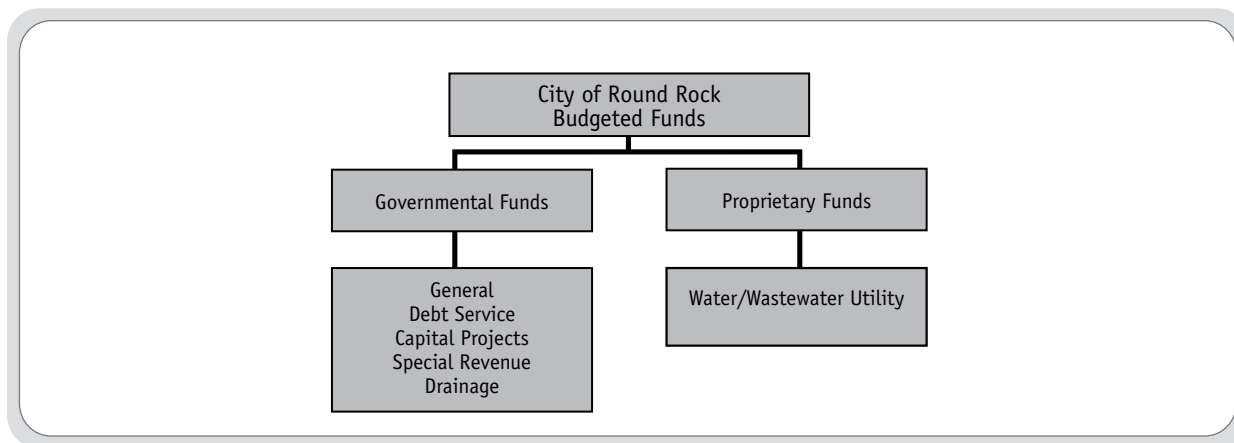 City of Round Rock
Budgeted Funds
Governmental Funds
Proprietary Funds
General
Debt Service
Capital Projects
Special Revenue
Drainage
Water/Wastewater Utility